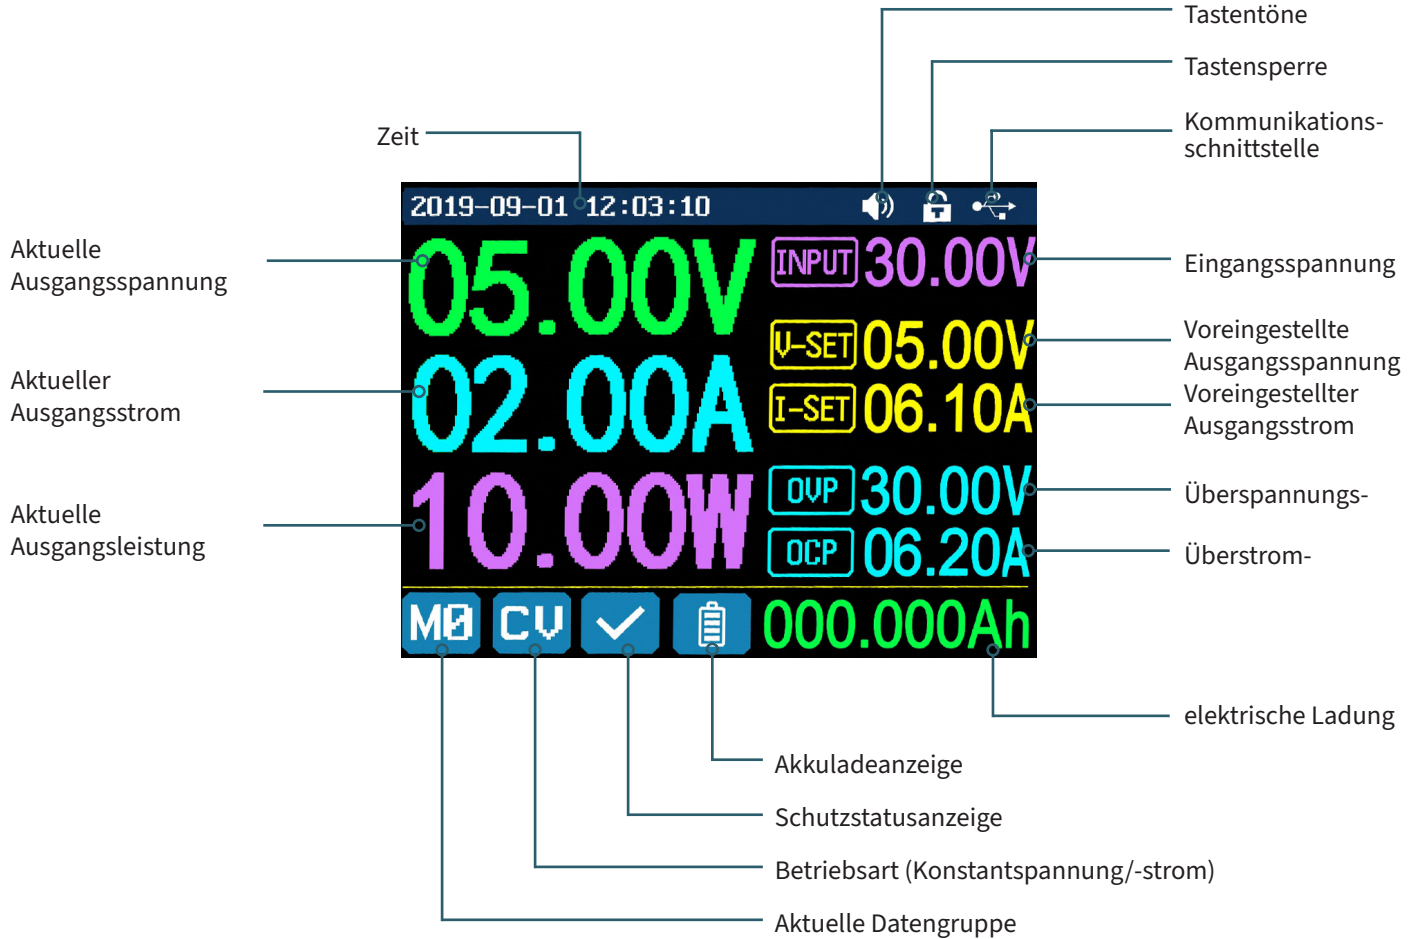 Tastentöne
Tastensperre
Kommunikations-
schnittstelle
Zeit
2019-09-01 12:03:10
Aktuelle
Ausgangsspannung
05.00V
INPUT 30.00V
Eingangsspannung
V-SET 05.00V
Voreingestellte
Ausgangsspannung
Aktueller
Ausgangsstrom
02.00A
I-SET 06.10A
Voreingestellter
Ausgangsstrom
Aktuelle
Ausgangsleistung
10.00W
OVP 30.00V
Überspannungs-
OCP 06.20A
Überstrom-
M0 CV 000.000Ah
elektrische Ladung
Akkuladeanzeige
Schutzstatusanzeige
Betriebsart (Konstantspannung/-strom)
Aktuelle Datengruppe